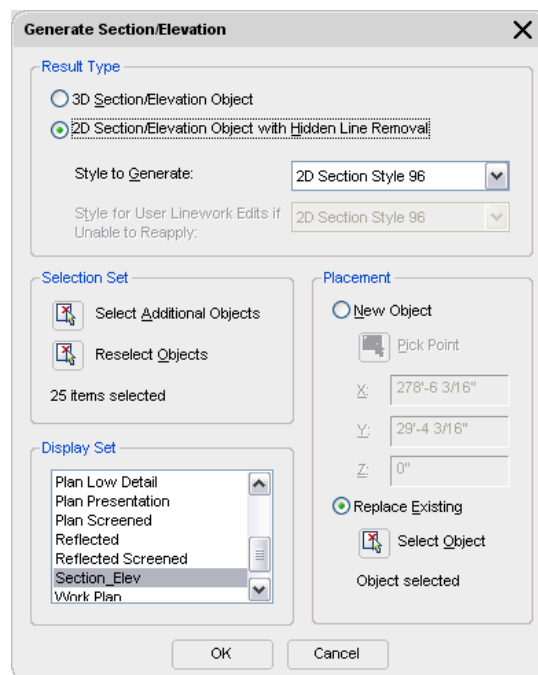 Generate Section/Elevation
Result Type
3D Section/Elevation Object
2D Section/Elevation Object with Hidden Line Removal
Style to Generate:
2D Section Style 96
Style for User Linework Edits if
Unable to Reapply:
2D Section Style 96
Selection Set
Select Additional Objects
Reselect Objects
25 items selected
Display Set
Plan Low Detail
Plan Presentation
Plan Screened
Reflected
Reflected Screened
Section_Elev
Work Plan
Placement
New Object
Pick Point
X:
278'-6 3/16"
Y:
29'-4 3/16"
Z:
0"
Replace Existing
Select Object
Object selected
OK
Cancel